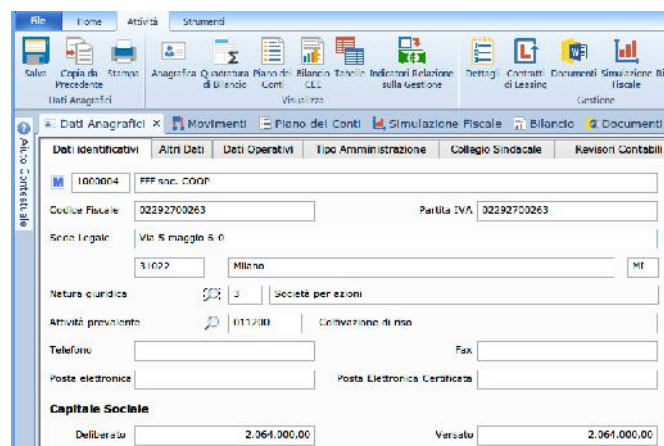 File Home Attività Strumenti
Salva Copia da Precedente Stampa Anagrafica Quadratura di Bilancio Piano dei Conti Bilancio CEE Tabelle Indicatori Relazione sulla Gestione Dettagli Contratti di Leasing Documenti Simulazione Fiscale
Dati Anagrafici Visualizza Gestione
Dati Anagrafici × Movimenti Piano dei Conti Simulazione Fiscale Bilancio Documenti
Aiuto Contestuale
Dati identificativi Altri Dati Dati Operativi Tipo Amministrazione Collegio Sindacale Revisori Contabili
M 1000004 FFF soc. COOP
Codice Fiscale 02292700263 Partita IVA 02292700263
Sede Legale Via 5 maggio 6-0
31022 Milano MI
Natura giuridica 3 Società per azioni
Attività prevalente 011200 Coltivazione di riso
Telefono Fax
Posta elettronica Posta Elettronica Certificata
Capitale Sociale
Deliberato 2.064.000,00 Versato 2.064.000,00